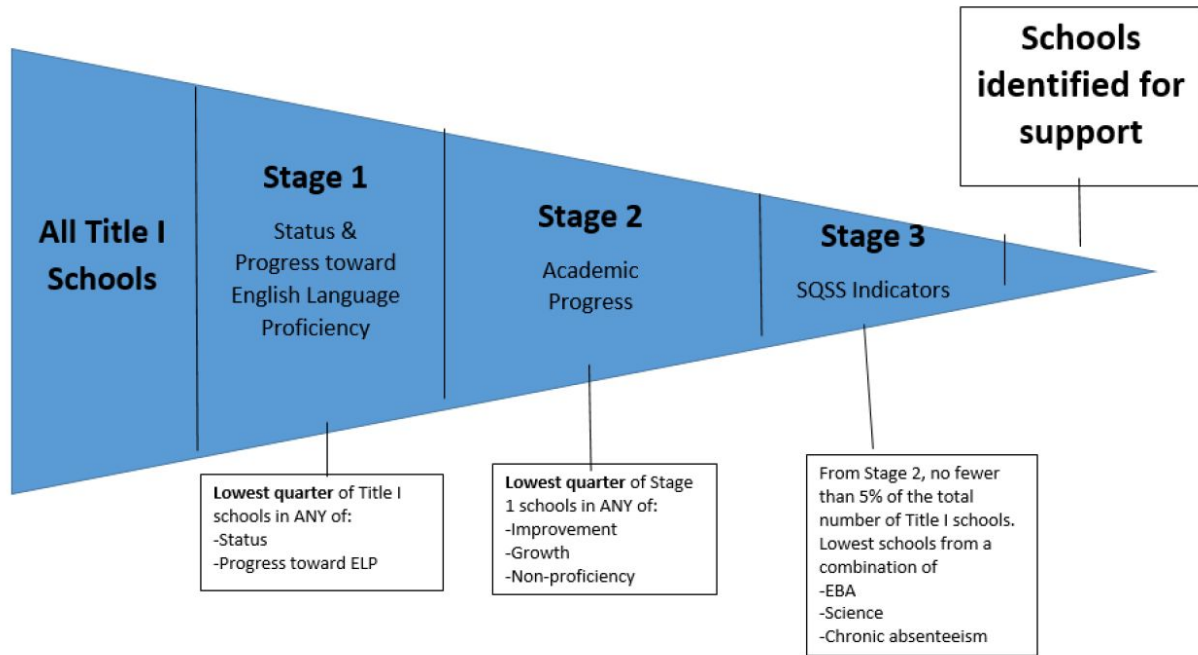 All Title I
Schools
Stage 1
Status &
Progress toward
English Language
Proficiency
Stage 2
Academic
Progress
Stage 3
SQSS Indicators
Schools
identified for
support
Lowest quarter of Title I
schools in ANY of:
-Status
-Progress toward ELP
Lowest quarter of Stage
1 schools in ANY of:
-Improvement
-Growth
-Non-proficiency
From Stage 2, no fewer
than 5% of the total
number of Title I schools.
Lowest schools from a
combination of
-EBA
-Science
-Chronic absenteeism